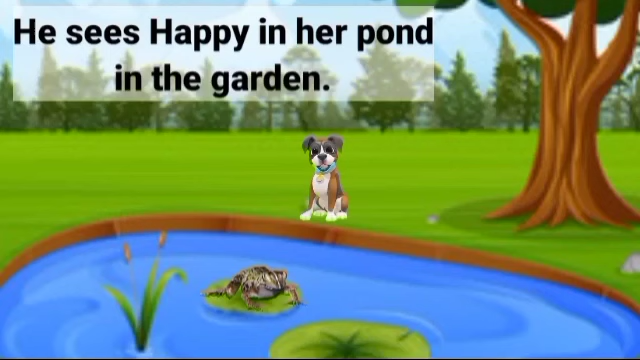 He sees Happy in her pond
in the garden.